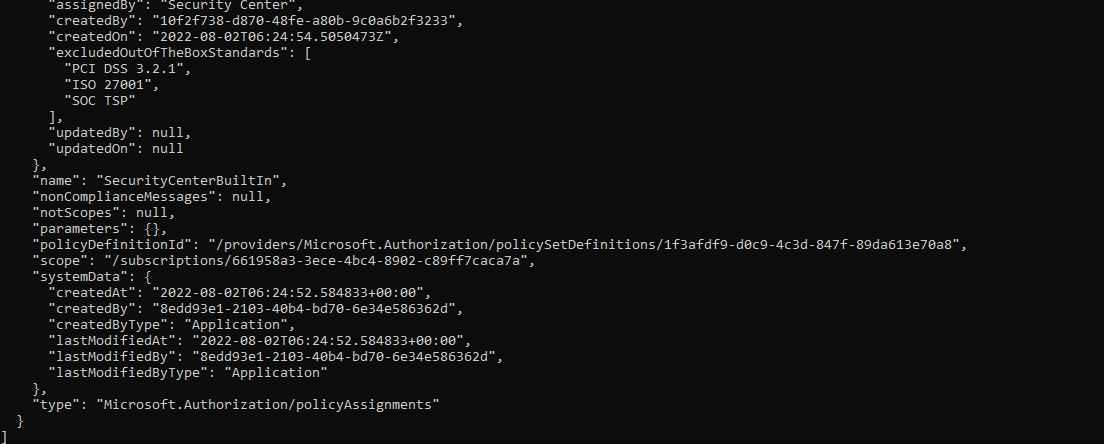 "assignedBy": "Security Center",
"createdBy": "10f2f738-d870-48fe-a80b-9c0a6b2f3233",
"createdOn": "2022-08-02T06:24:54.5050473Z",
"excludedOutOfTheBoxStandards": [
"PCI DSS 3.2.1",
"ISO 27001",
"SOC TSP"
],
"updatedBy": null,
"updatedOn": null
},
"name": "SecurityCenterBuiltIn",
"nonComplianceMessages": null,
"notScopes": null,
"parameters": {},
"policyDefinitionId": "/providers/Microsoft.Authorization/policySetDefinitions/1f3afdf9-d0c9-4c3d-847f-89da613e70a8",
"scope": "/subscriptions/661958a3-3ece-4bc4-8902-c89ff7caca7a",
"systemData": {
"createdAt": "2022-08-02T06:24:52.584833+00:00",
"createdBy": "8edd93e1-2103-40b4-bd70-6e34e586362d",
"createdByType": "Application",
"lastModifiedAt": "2022-08-02T06:24:52.584833+00:00",
"lastModifiedBy": "8edd93e1-2103-40b4-bd70-6e34e586362d",
"lastModifiedByType": "Application"
},
"type": "Microsoft.Authorization/policyAssignments"
}
]